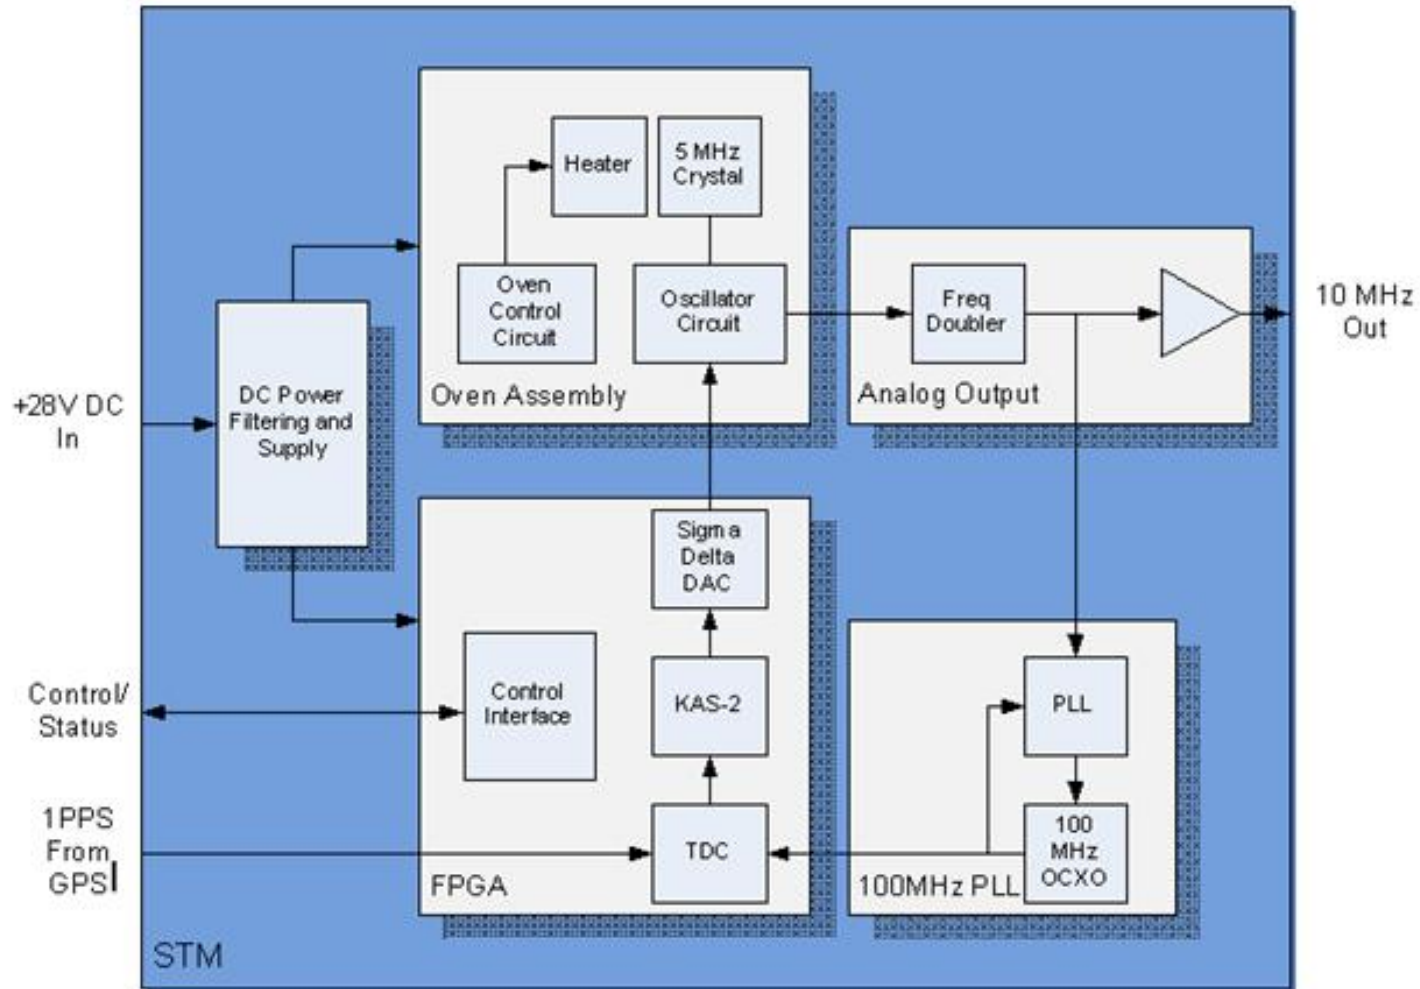 Heater
5 MHz
Crystal
Oven
Control
Circuit
Oscillator
Circuit
Oven Assembly
Freq
Doubler
Analog Output
10 MHz
Out
+28V DC
In
DC Power
Filtering and
Supply
Sigma
Delta
DAC
Control/
Status
Control
Interface
KAS-2
PLL
1PPS
From
GPS
TDC
FPGA
100
MHz
OCXO
100MHz PLL
STM